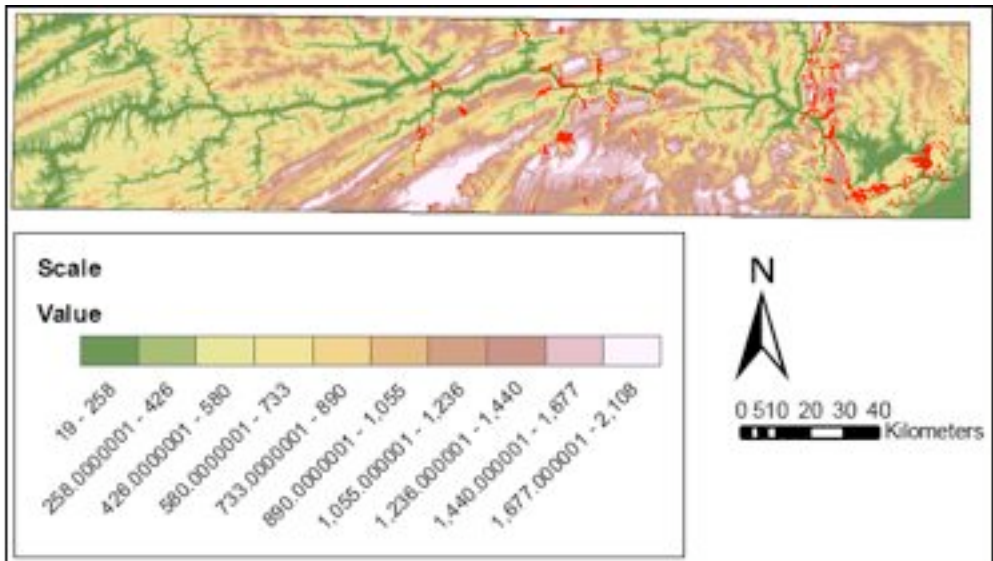 Scale
Value
19 - 258
258.0000001 - 426
426.0000001 - 580
580.0000001 - 733
733.0000001 - 890
890.0000001 - 1,055
1,055.000001 - 1,236
1,236.000001 - 1,440
1,440.000001 - 1,677
1,677.000001 - 2,108
N
0 510 20 30 40
Kilometers